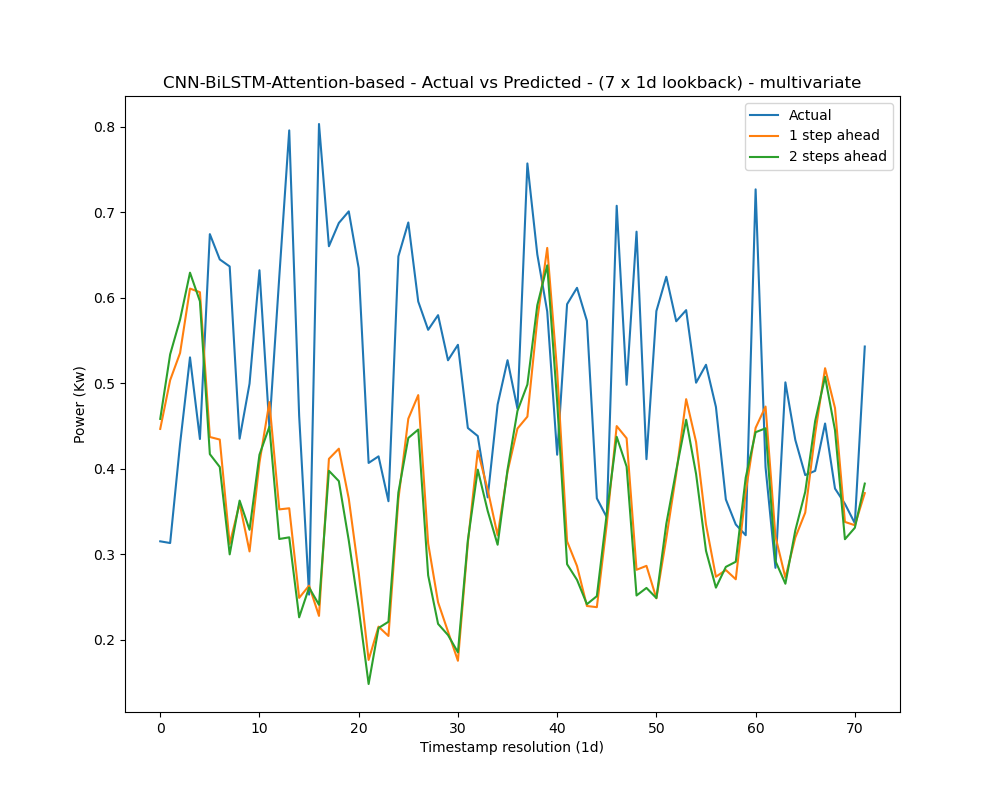 CNN-BiLSTM-Attention-based - Actual vs Predicted - (7 x 1d lookback) - multivariate
Actual
1 step ahead
2 steps ahead
0.8
0.7
0.6
0.5
0.4
0.3
0.2
Power (Kw)
0 10 20 30 40 50 60 70
Timestamp resolution (1d)